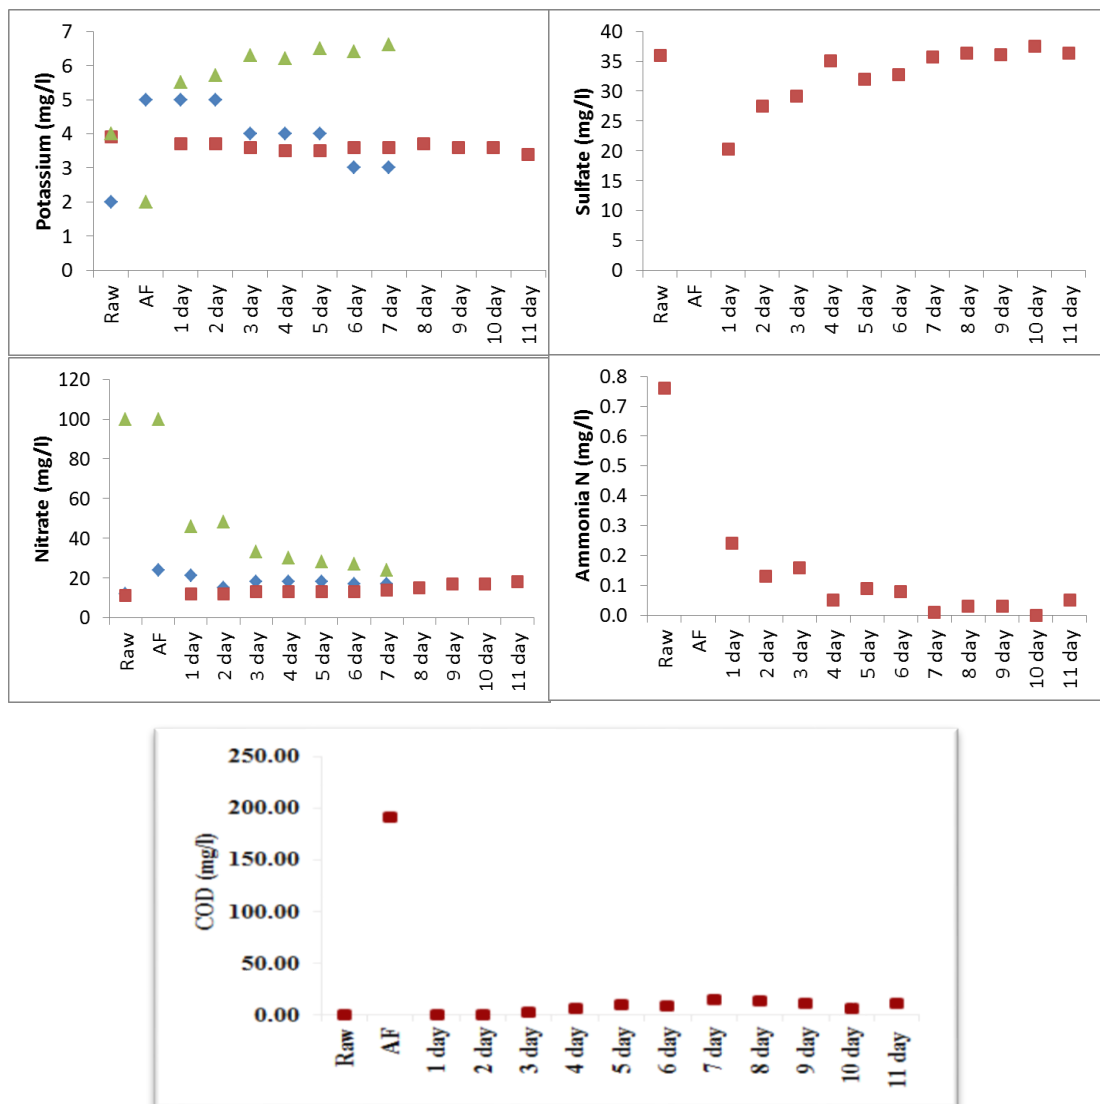 Potassium (mg/l)
7
6
5
4
3
2
1
0
Raw
AF
1 day
2 day
3 day
4 day
5 day
6 day
7 day
8 day
9 day
10 day
11 day
Sulfate (mg/l)
40
35
30
25
20
15
10
5
0
Raw
AF
1 day
2 day
3 day
4 day
5 day
6 day
7 day
8 day
9 day
10 day
11 day
Nitrate (mg/l)
120
100
80
60
40
20
0
Raw
AF
1 day
2 day
3 day
4 day
5 day
6 day
7 day
8 day
9 day
10 day
11 day
Ammonia N (mg/l)
0.8
0.7
0.6
0.5
0.4
0.3
0.2
0.1
0.0
Raw
AF
1 day
2 day
3 day
4 day
5 day
6 day
7 day
8 day
9 day
10 day
11 day
COD (mg/l)
250.00
200.00
150.00
100.00
50.00
0.00
Raw
AF
1 day
2 day
3 day
4 day
5 day
6 day
7 day
8 day
9 day
10 day
11 day